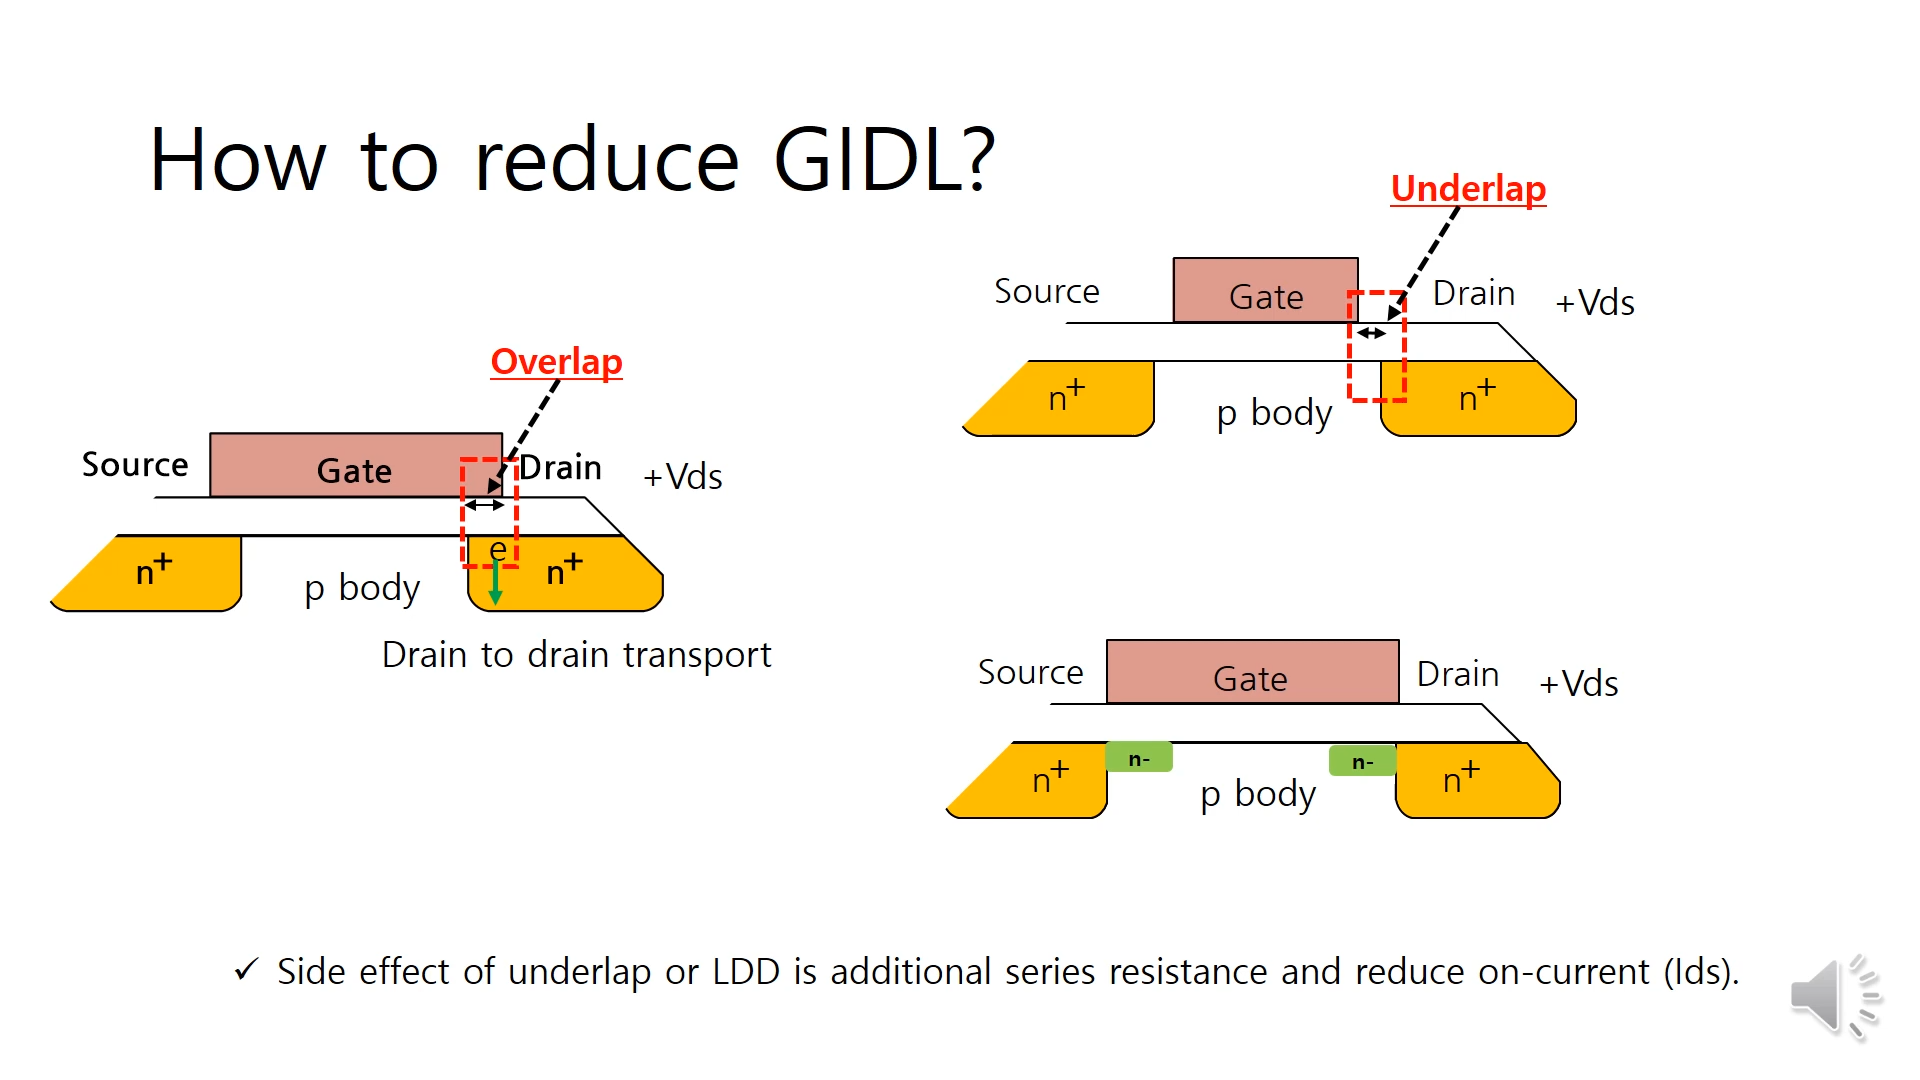 How to reduce GIDL?
Overlap
Source
Gate
Drain
+Vds
n+
e
n+
p body
Drain to drain transport
Underlap
Source
Gate
Drain
+Vds
n+
n+
p body
Source
Gate
Drain
+Vds
n-
n-
n+
n+
p body
✓ Side effect of underlap or LDD is additional series resistance and reduce on-current (Ids).